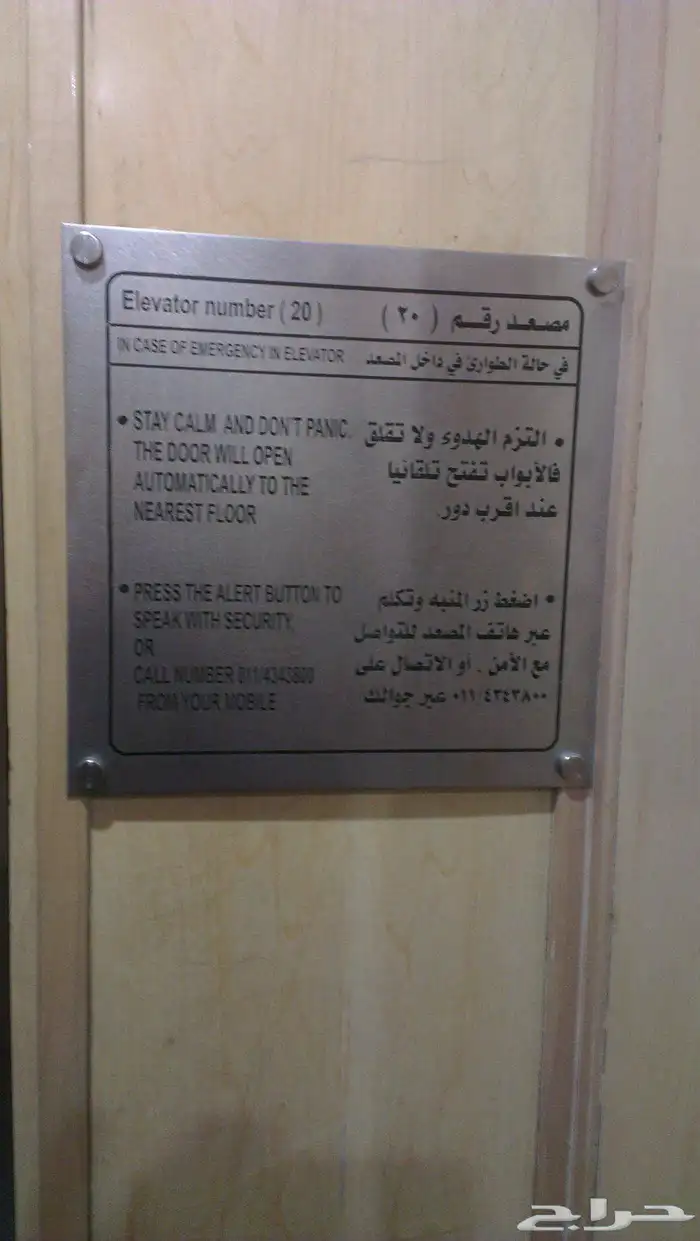 Elevator number ( 20 )
مصعد رقم ( ٢٠ )
IN CASE OF EMERGENCY IN ELEVATOR
في حالة الطوارئ في داخل المصعد
• STAY CALM AND DON'T PANIC.
THE DOOR WILL OPEN
AUTOMATICALLY TO THE
NEAREST FLOOR
• التزم الهدوء ولا تقلق
فالأبواب تفتح تلقائيا
عند اقرب دور.
• PRESS THE ALERT BUTTON TO
SPEAK WITH SECURITY.
OR
CALL NUMBER 011/4343800
FROM YOUR MOBILE
• اضغط زر المنبه وتكلم
عبر هاتف المصعد للتواصل
مع الأمن . أو الاتصال على
٠١١/٤٣٤٣٨٠٠ عبر جوالك
حراج